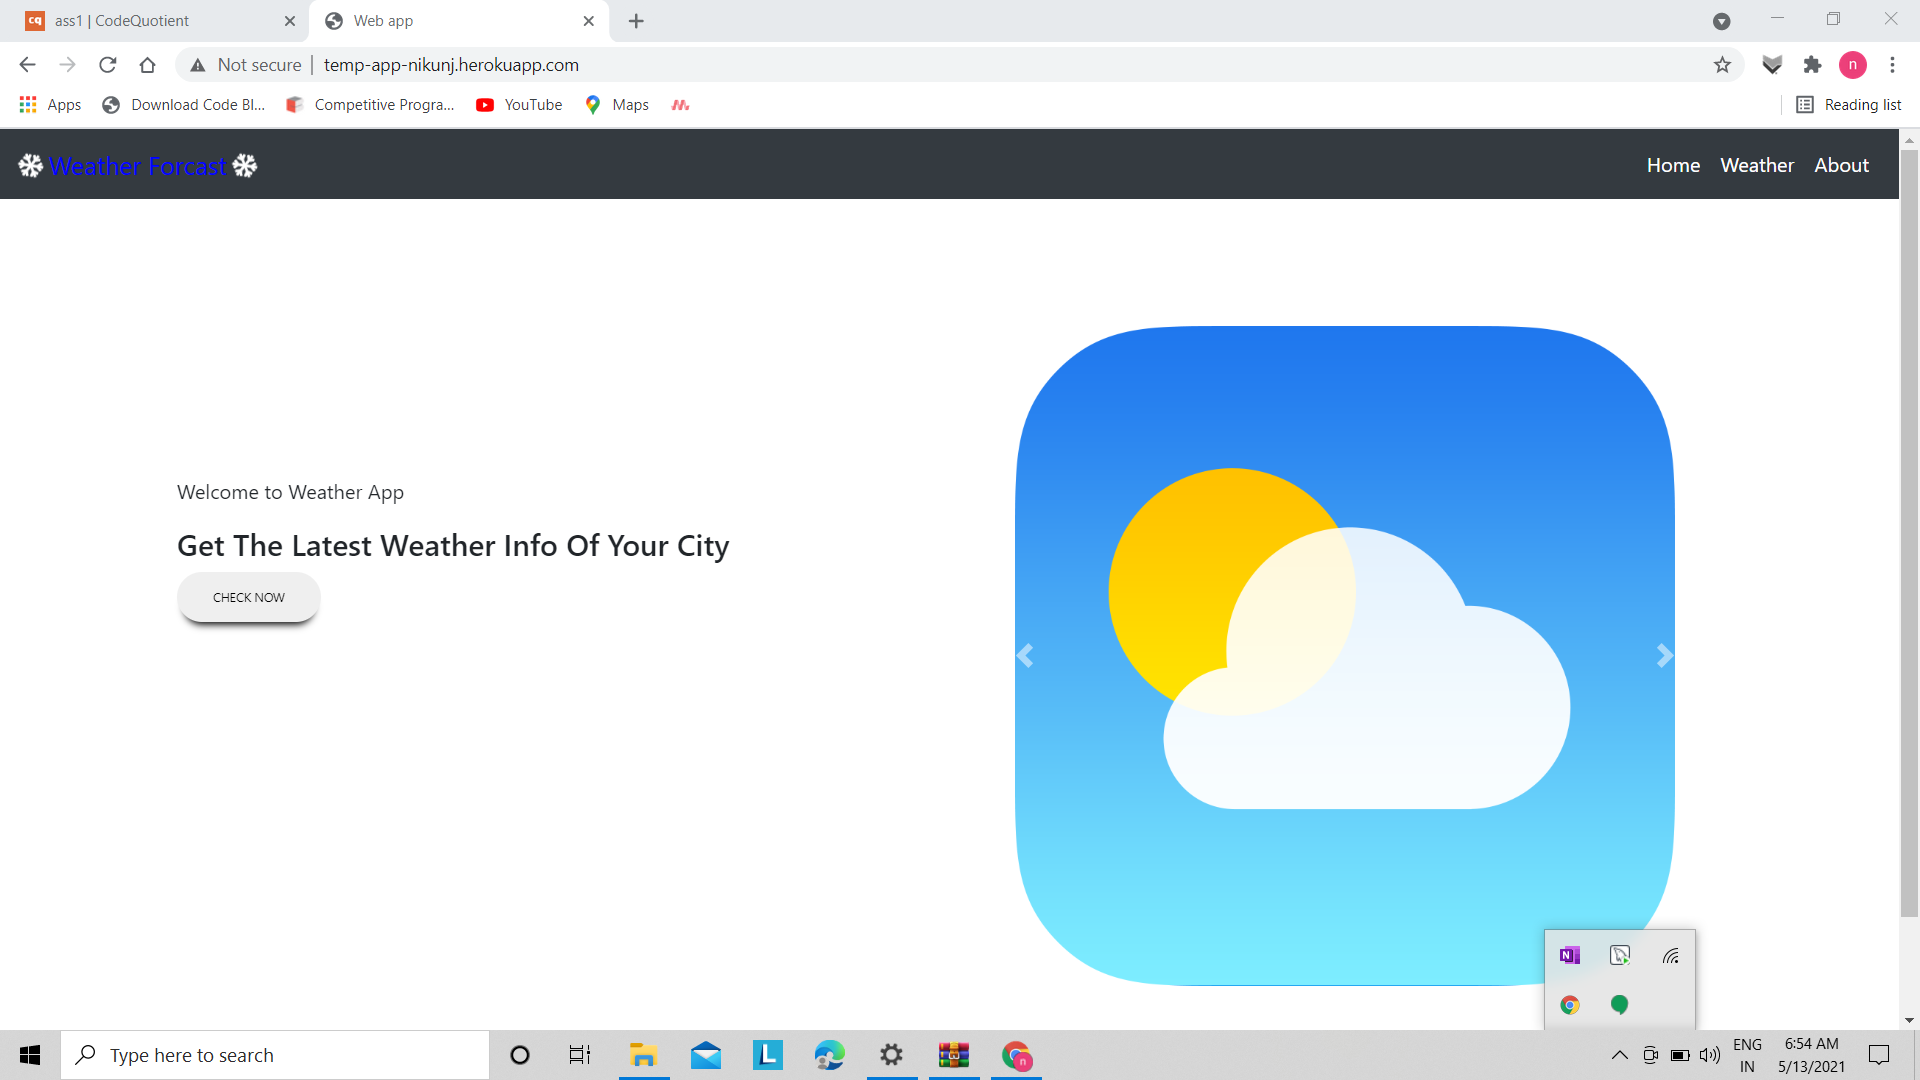 cq ass1 | CodeQuotient
Web app
Not secure | temp-app-nikunj.herokuapp.com
n
Apps
Download Code Bl...
Competitive Progra...
YouTube
Maps
Reading list
Weather Forcast
Home
Weather
About
Welcome to Weather App
Get The Latest Weather Info Of Your City
CHECK NOW
N
Type here to search
L
n
ENG
IN
6:54 AM
5/13/2021